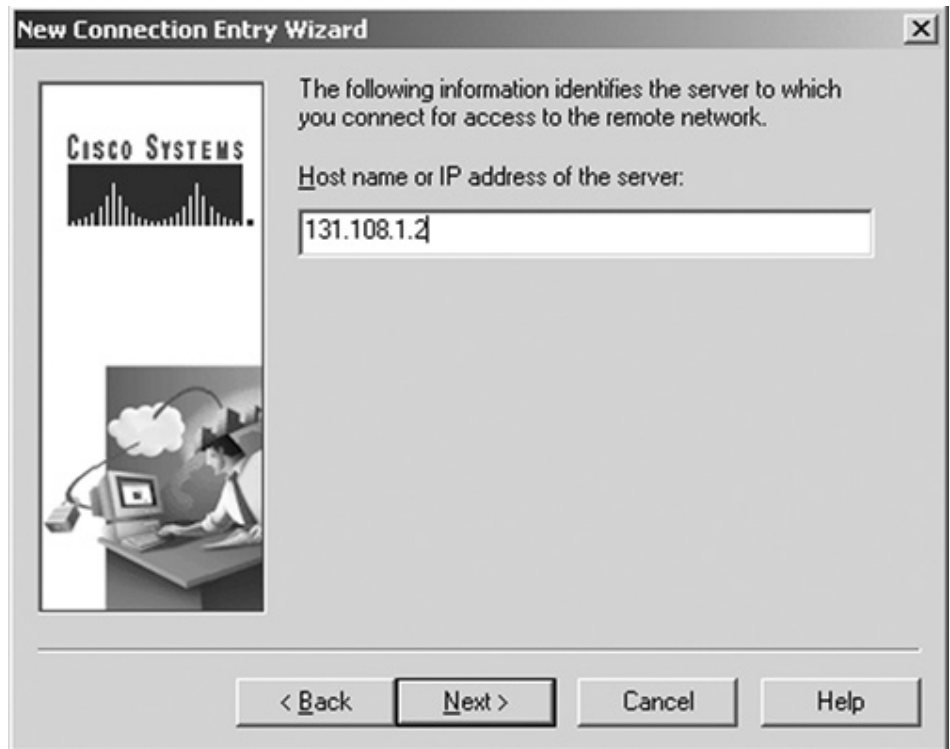 New Connection Entry Wizard
CISCO SYSTEMS
The following information identifies the server to which
you connect for access to the remote network.
Host name or IP address of the server:
131.108.1.2
< Back
Next >
Cancel
Help